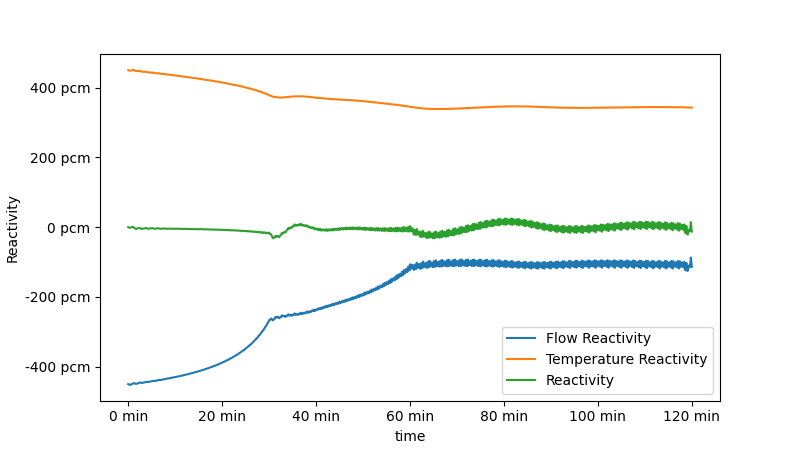 400 pcm
200 pcm
0 pcm
-200 pcm
-400 pcm
Reactivity
0 min 20 min 40 min 60 min 80 min 100 min 120 min
time
Flow Reactivity
Temperature Reactivity
Reactivity